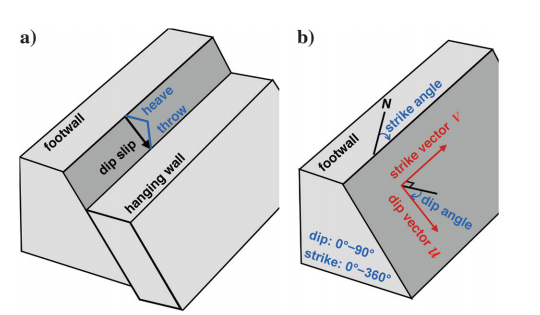 a)
footwall
heave
throw
dip slip
hanging wall
b)
N
strike angle
footwall
strike vector V
dip angle
dip vector U
dip: 0°–90°
strike: 0°–360°